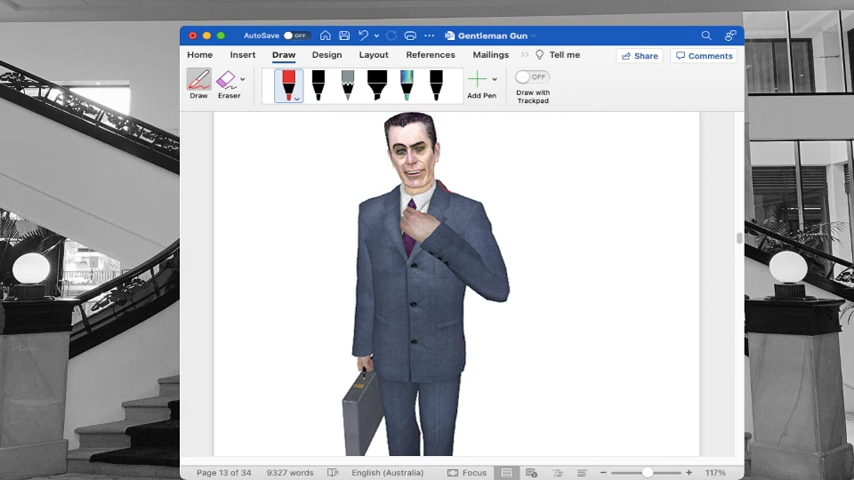 AutoSave OFF Gentleman Gun
Home Insert Draw Design Layout References Mailings Tell me Share Comments
Draw Eraser Add Pen OFF Draw with Trackpad
Page 13 of 34 9327 words English (Australia) Focus 117%